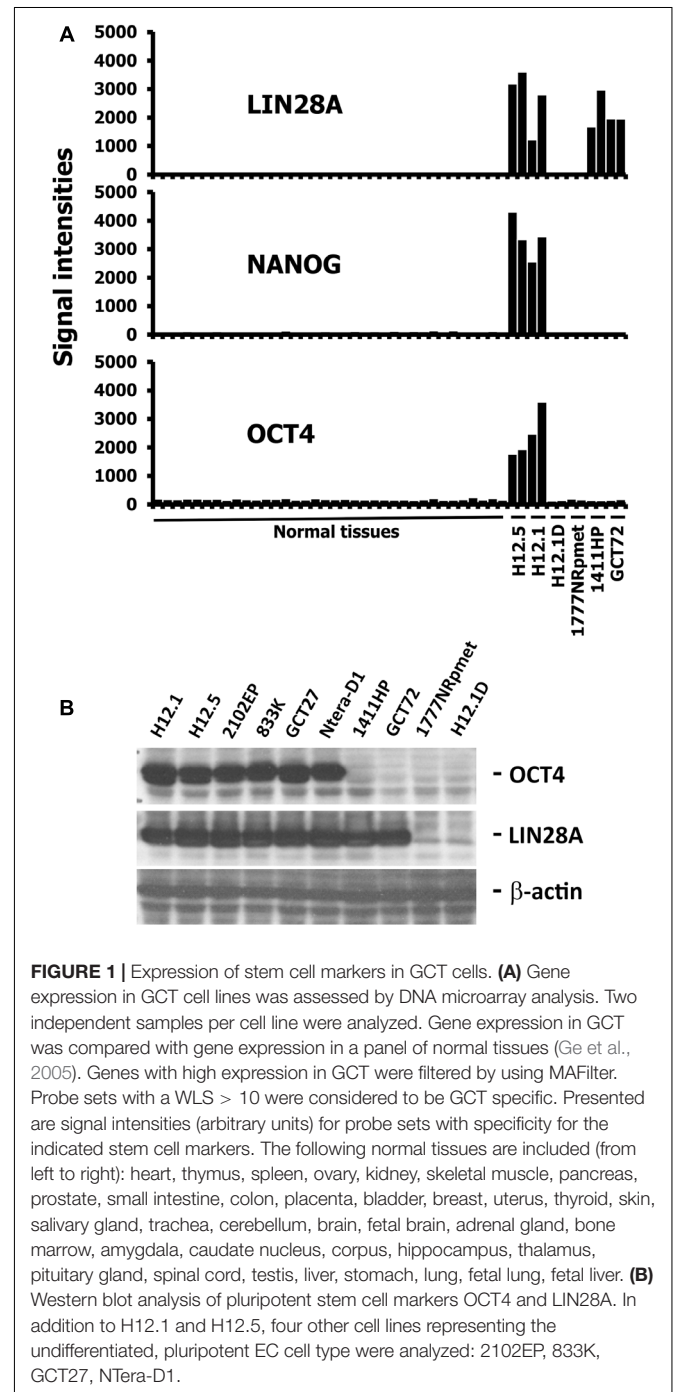 A
5000
4000
3000
2000
1000
0
LIN28A
5000
4000
3000
2000
1000
0
NANOG
5000
4000
3000
2000
1000
0
OCT4
Signal intensities
Normal tissues
H12.5
H12.1
H12.1D
1777NRpmet
1411HP
GCT72
B
H12.1
H12.5
2102EP
833K
GCT27
Ntera-D1
1411HP
GCT72
1777NRpmet
H12.1D
- OCT4
- LIN28A
- β-actin
FIGURE 1 | Expression of stem cell markers in GCT cells. (A) Gene
expression in GCT cell lines was assessed by DNA microarray analysis. Two
independent samples per cell line were analyzed. Gene expression in GCT
was compared with gene expression in a panel of normal tissues (Ge et al.,
2005). Genes with high expression in GCT were filtered by using MAFilter.
Probe sets with a WLS > 10 were considered to be GCT specific. Presented
are signal intensities (arbitrary units) for probe sets with specificity for the
indicated stem cell markers. The following normal tissues are included (from
left to right): heart, thymus, spleen, ovary, kidney, skeletal muscle, pancreas,
prostate, small intestine, colon, placenta, bladder, breast, uterus, thyroid, skin,
salivary gland, trachea, cerebellum, brain, fetal brain, adrenal gland, bone
marrow, amygdala, caudate nucleus, corpus, hippocampus, thalamus,
pituitary gland, spinal cord, testis, liver, stomach, lung, fetal lung, fetal liver. (B)
Western blot analysis of pluripotent stem cell markers OCT4 and LIN28A. In
addition to H12.1 and H12.5, four other cell lines representing the
undifferentiated, pluripotent EC cell type were analyzed: 2102EP, 833K,
GCT27, NTera-D1.